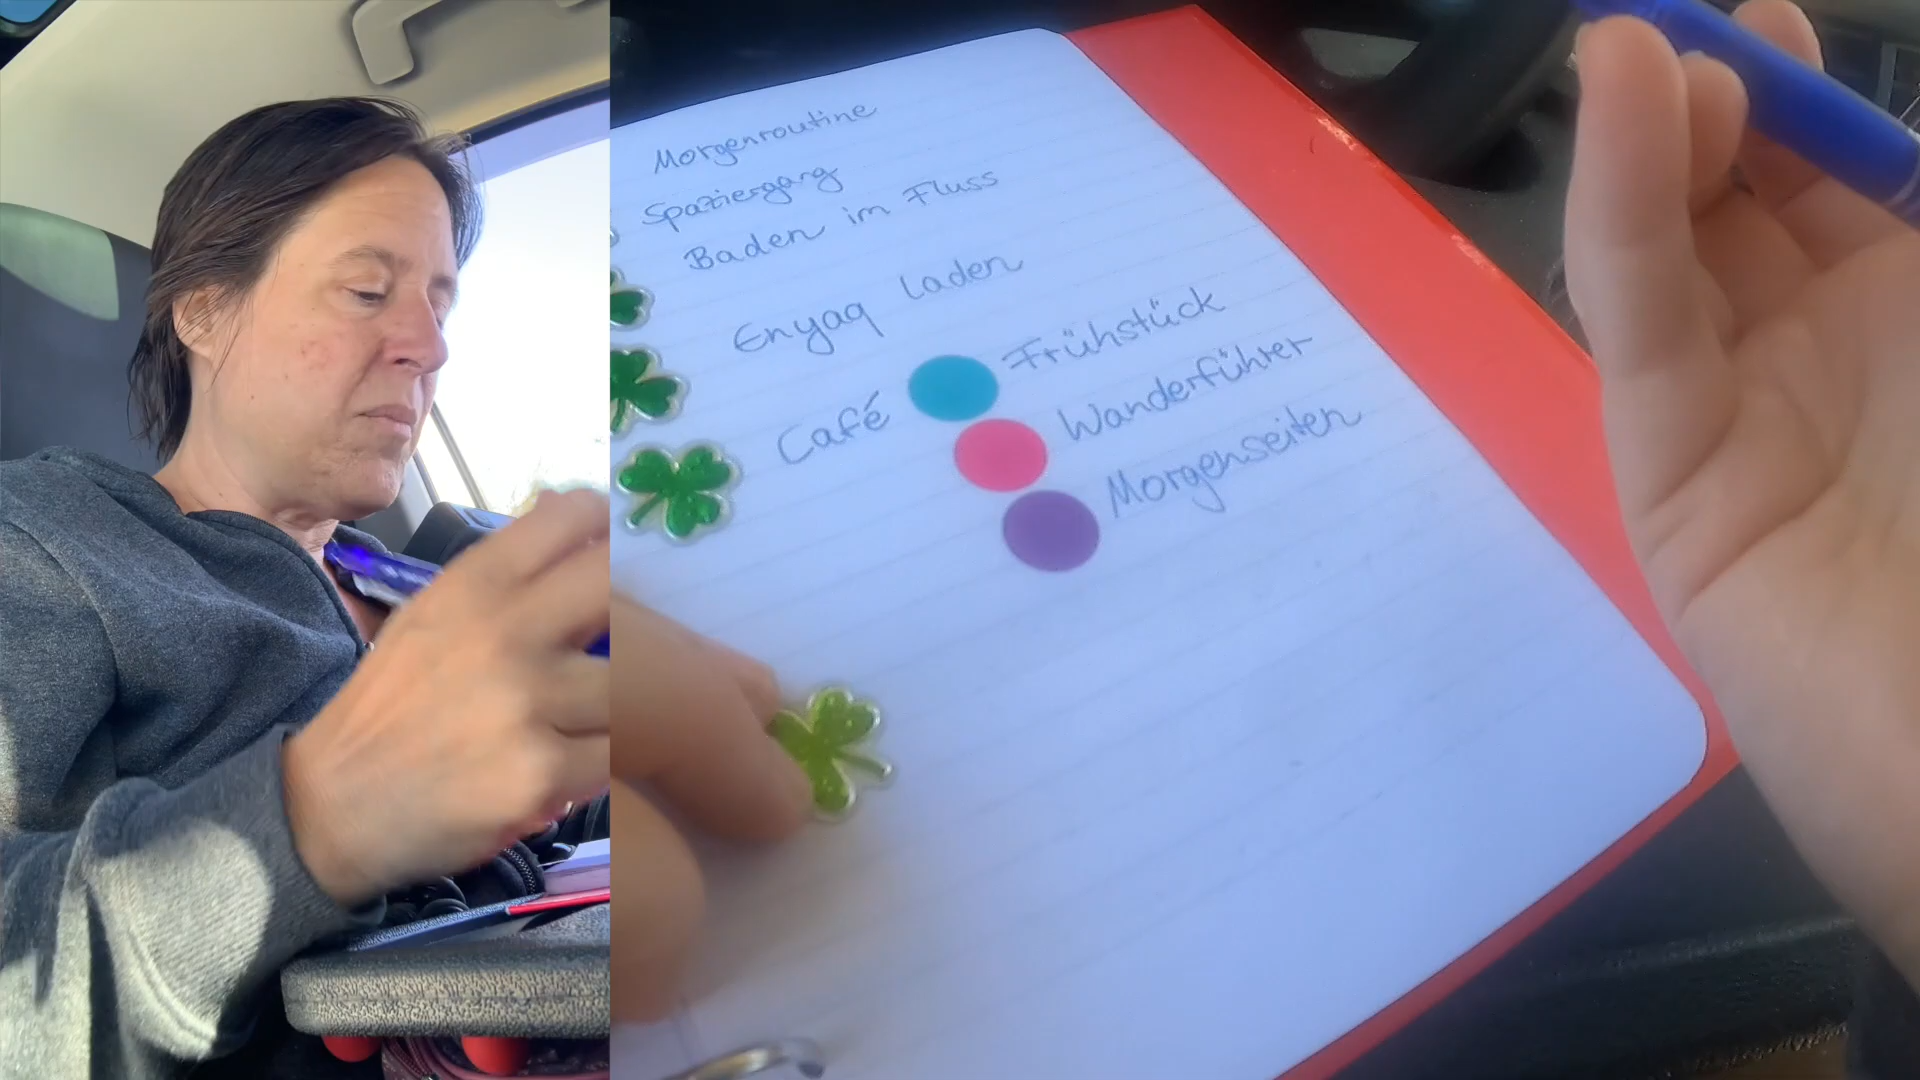 Morgenroutine
Spaziergang
Baden im Fluss
Enyaq laden
Café
Frühstück
Wanderführer
Morgenseiten